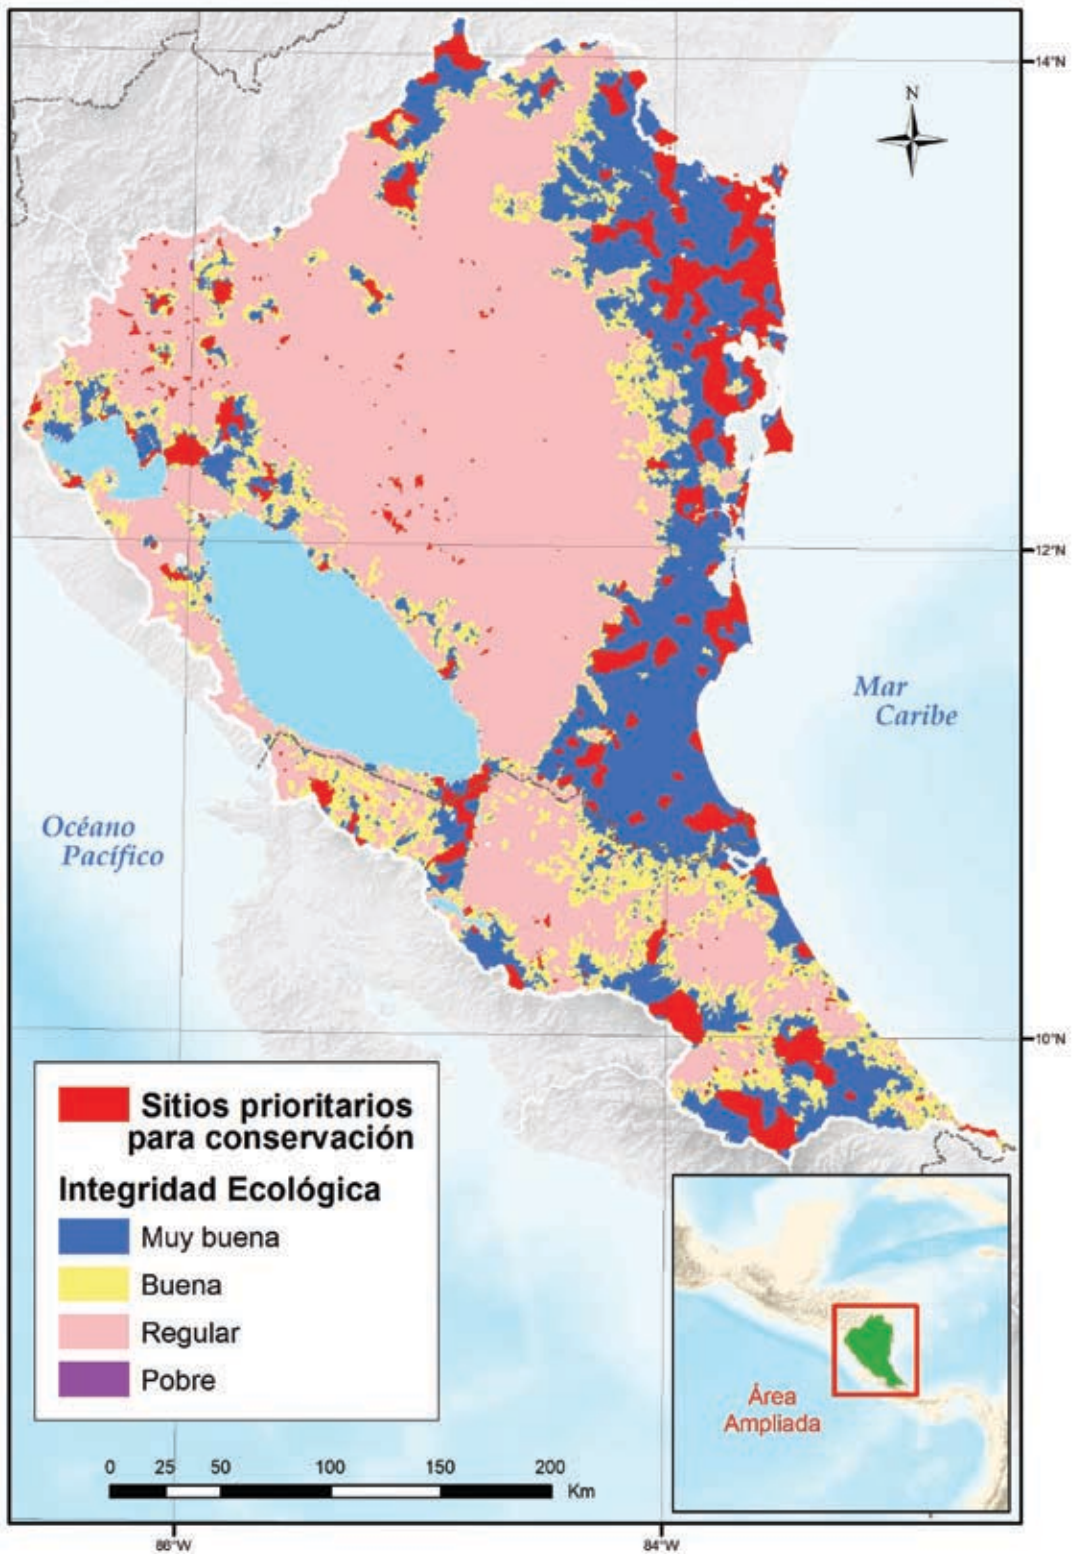 14°N
N
12°N
Mar
Caribe
Océano
Pacífico
10°N
Sitios prioritarios
para conservación
Integridad Ecológica
Muy buena
Buena
Regular
Pobre
Área
Ampliada
0 25 50 100 150 200
Km
86°W 84°W